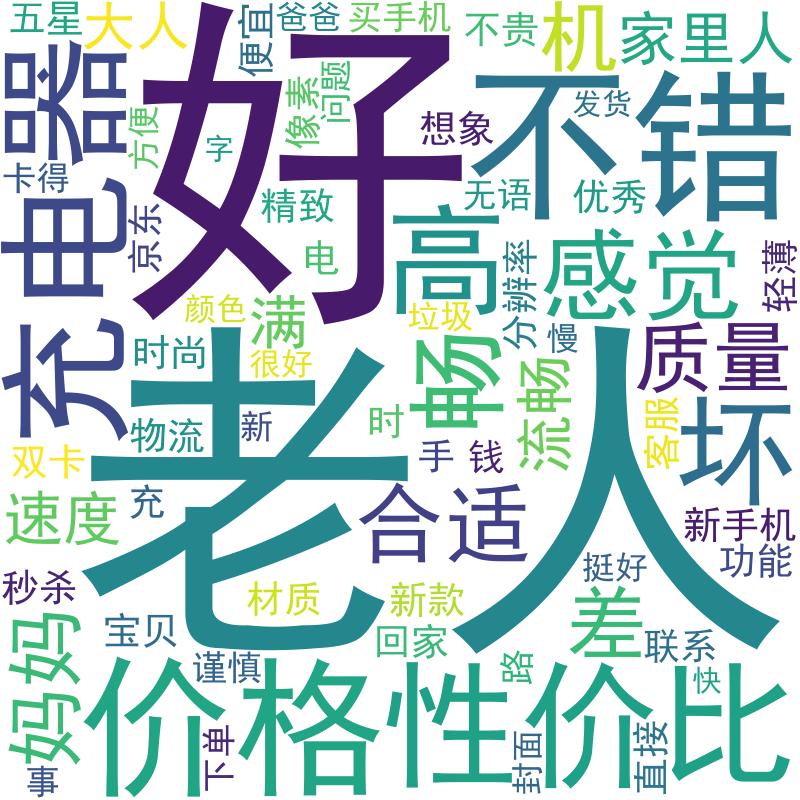 五星
大人
便宜
爸爸
买手机
不贵
机
家里人
好
不错
充电器
像素
问题
想象
发货
方便
字
卡得
精致
无语
优秀
京东
电
高
感觉
分辨率
轻薄
颜色
满
垃圾
时尚
很好
畅
慢
质量
老人
流畅
物流
新
时
手
钱
客服
坏
双卡
速度
充
合适
新手机
功能
秒杀
材质
新款
挺好
差
妈妈
宝贝
谨慎
回家
路
联系
价格
性价比
快
事
下单
封面
直接